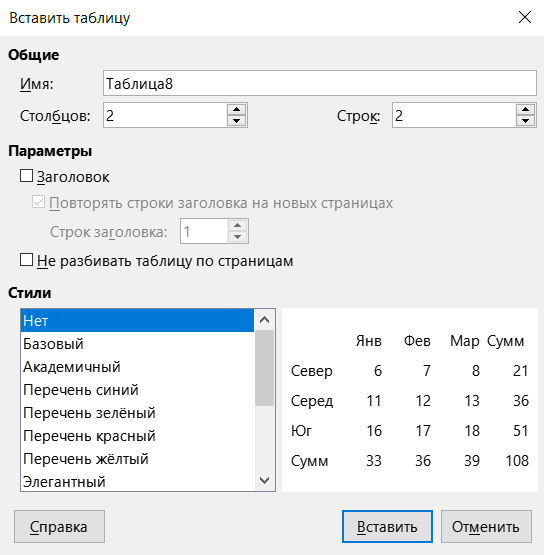 Вставить таблицу
Общие
Имя: Таблица8
Столбцов: 2 Строк: 2
Параметры
Заголовок
Повторять строки заголовка на новых страницах
Строк заголовка: 1
Не разбивать таблицу по страницам
Стили
Нет
Базовый
Академичный
Перечень синий
Перечень зелёный
Перечень красный
Перечень жёлтый
Элегантный
Янв Фев Мар Сумм
Север 6 7 8 21
Серед 11 12 13 36
Юг 16 17 18 51
Сумм 33 36 39 108
Справка Вставить Отменить